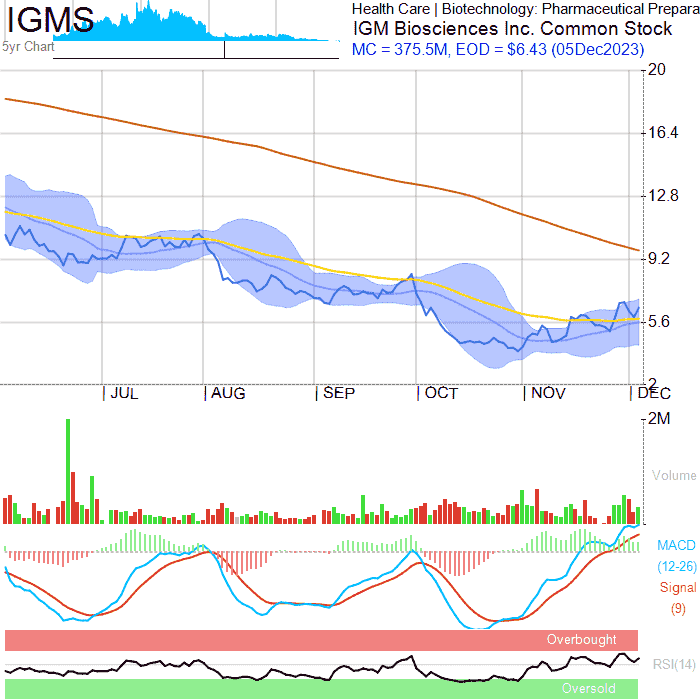 IGMS
5yr Chart
Health Care | Biotechnology: Pharmaceutical Prepara
IGM Biosciences Inc. Common Stock
MC = 375.5M, EOD = $6.43 (05Dec2023)
20
16.4
12.8
9.2
5.6
2
JUL AUG SEP OCT NOV DEC
2M
Volume
MACD
(12-26)
Signal
(9)
Overbought
RSI(14)
Oversold